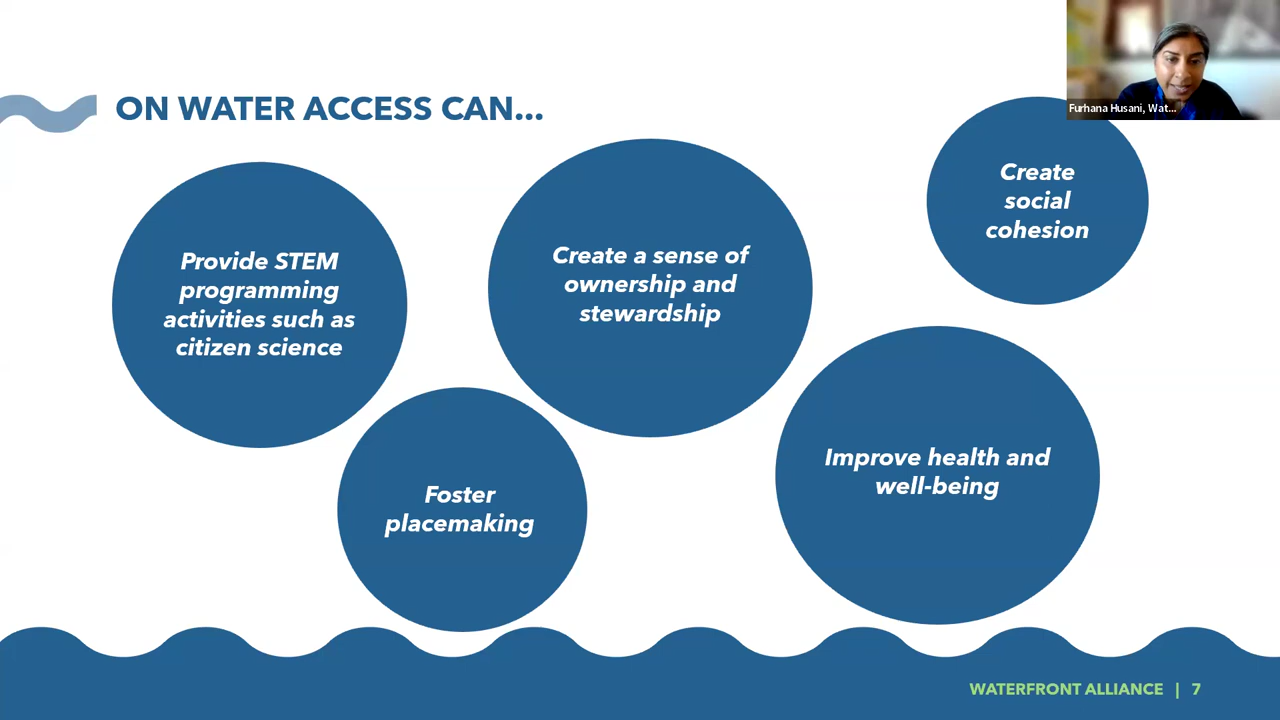 ON WATER ACCESS CAN...
Furhana Husani, Wat...
Provide STEM
programming
activities such as
citizen science
Create a sense of
ownership and
stewardship
Create
social
cohesion
Foster
placemaking
Improve health and
well-being
WATERFRONT ALLIANCE | 7